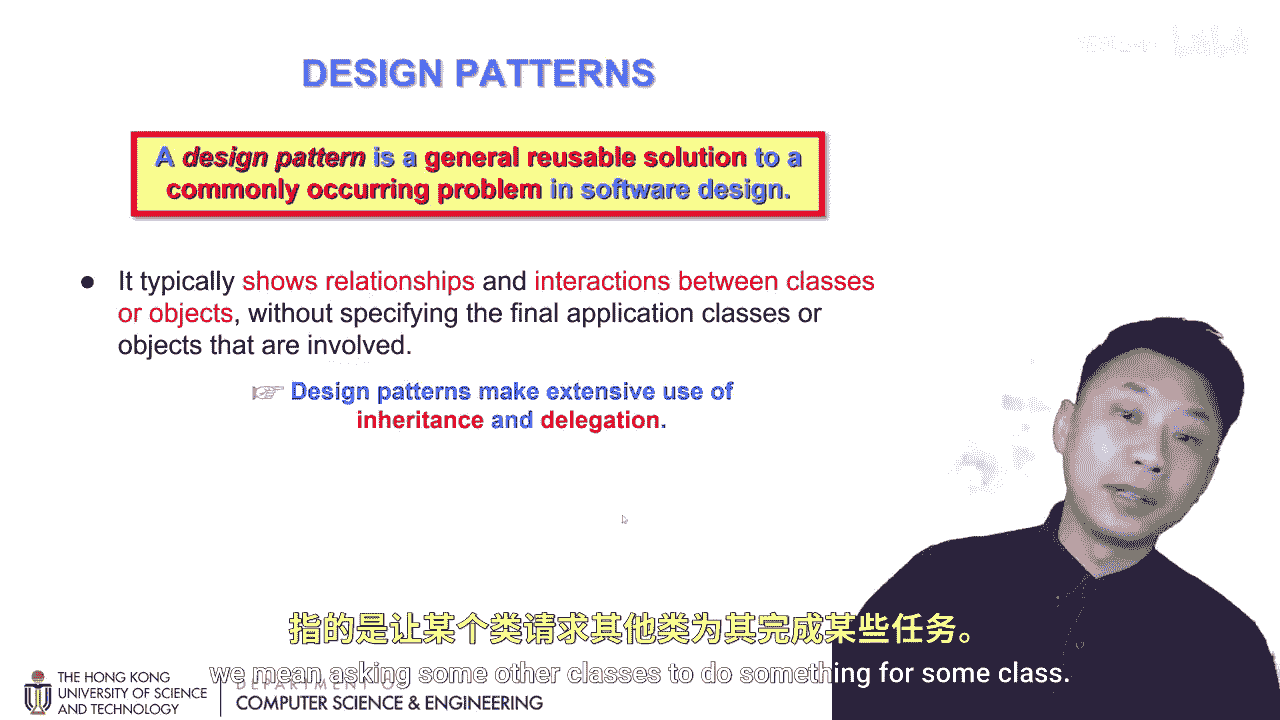 DESIGN PATTERNS
A design pattern is a general reusable solution to a
commonly occurring problem in software design.
● It typically shows relationships and interactions between classes
or objects, without specifying the final application classes or
objects that are involved.
☞ Design patterns make extensive use of
inheritance and delegation.
指的是让某个类请求其他类为其完成某些任务。
we mean asking some other classes to do something for some class.
THE HONG KONG
UNIVERSITY OF SCIENCE
AND TECHNOLOGY
DEPARTMENT OF
COMPUTER SCIENCE & ENGINEERING